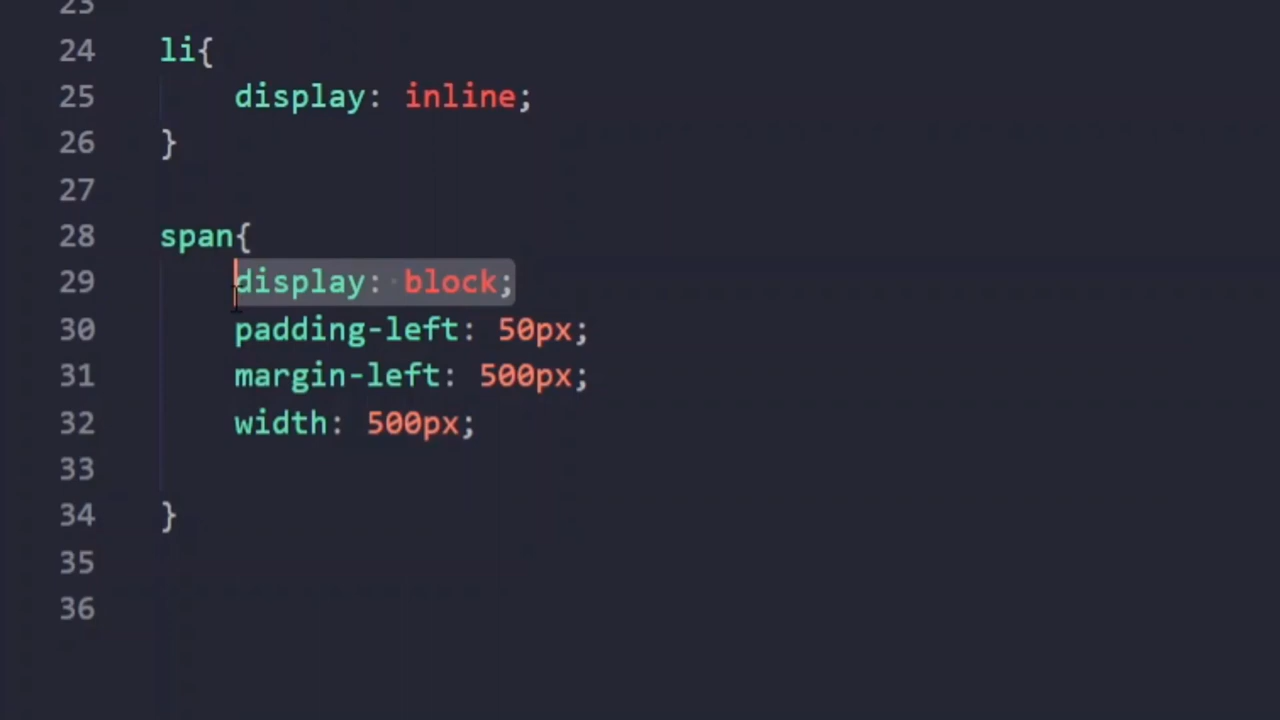 23
24 li{
25 display: inline;
26 }
27
28 span{
29 display: block;
30 padding-left: 50px;
31 margin-left: 500px;
32 width: 500px;
33
34 }
35
36